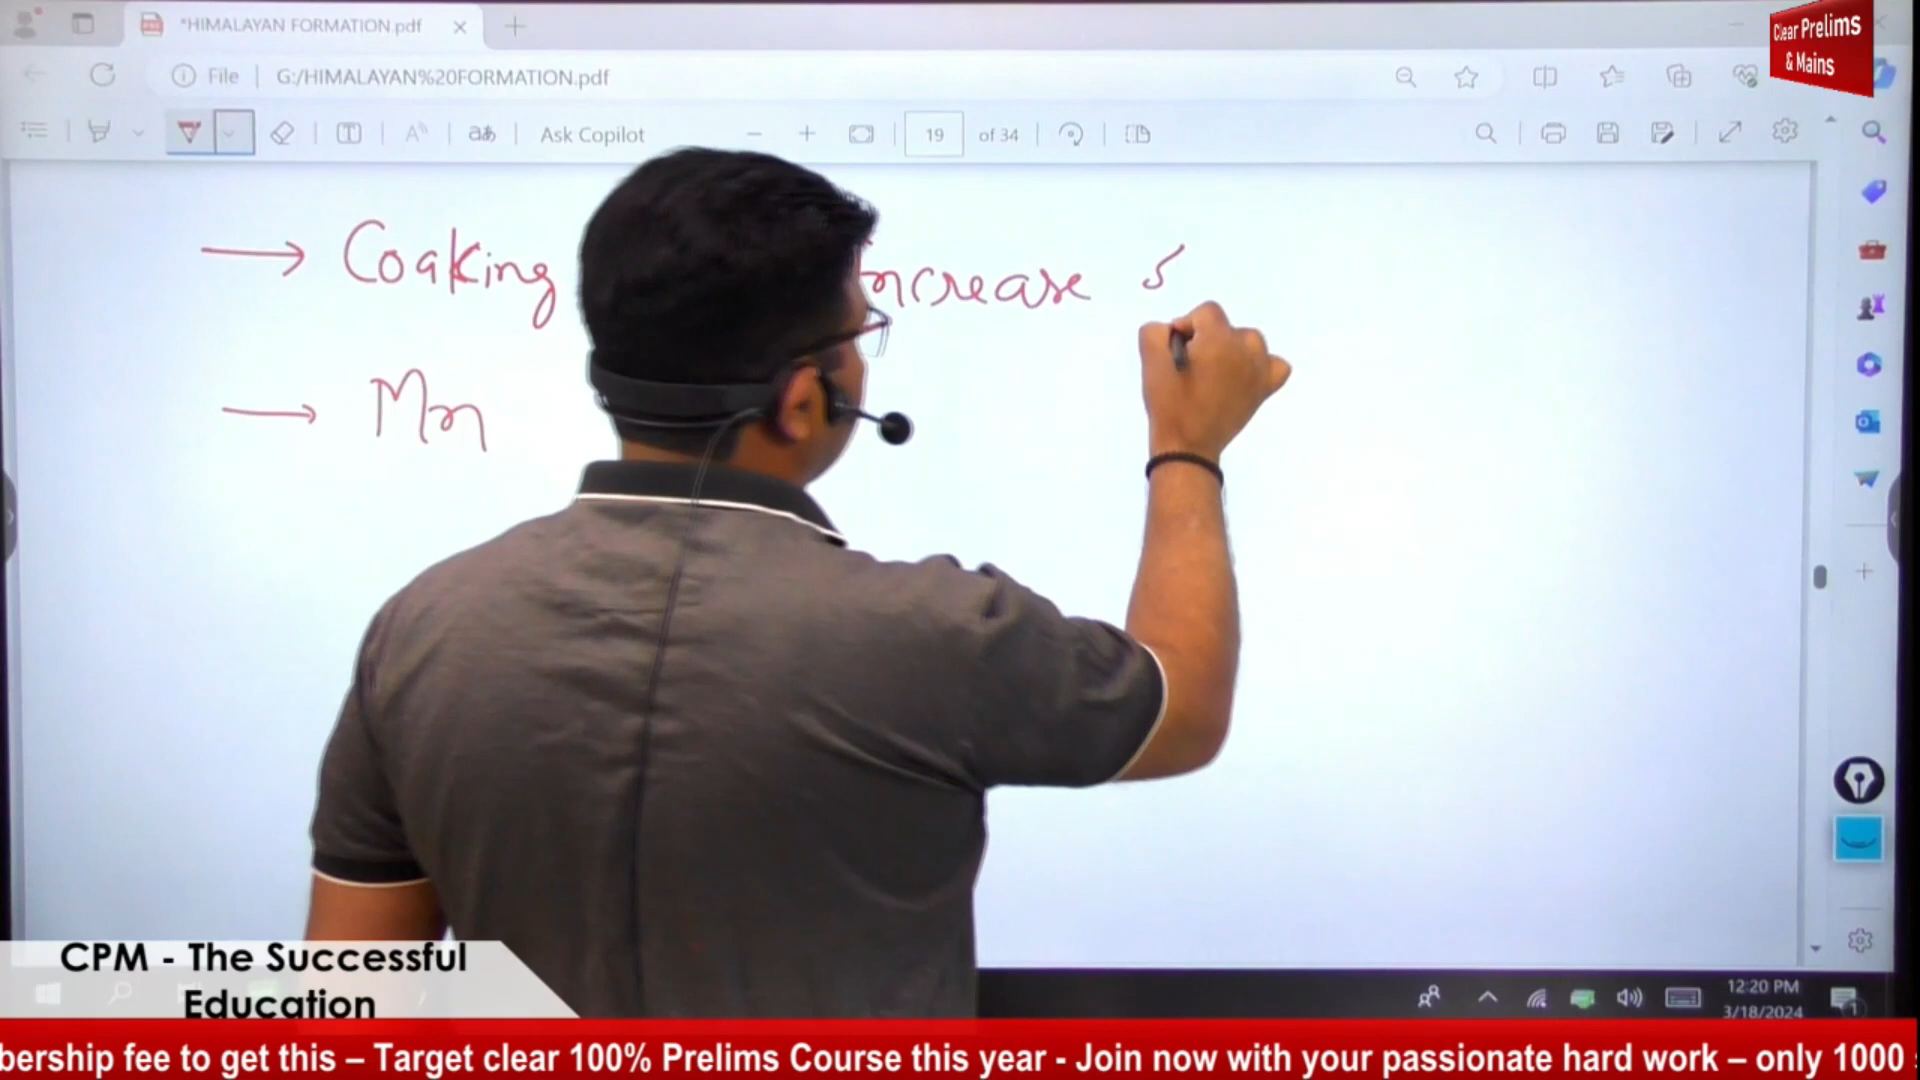 *HIMALAYAN FORMATION.pdf
Clear Prelims
& Mains
File G:/HIMALAYAN%20FORMATION.pdf
Ask Copilot 19 of 34
→ Coaking increase
→ Mn
CPM - The Successful
Education
12:20 PM
3/18/2024
bership fee to get this – Target clear 100% Prelims Course this year - Join now with your passionate hard work – only 1000